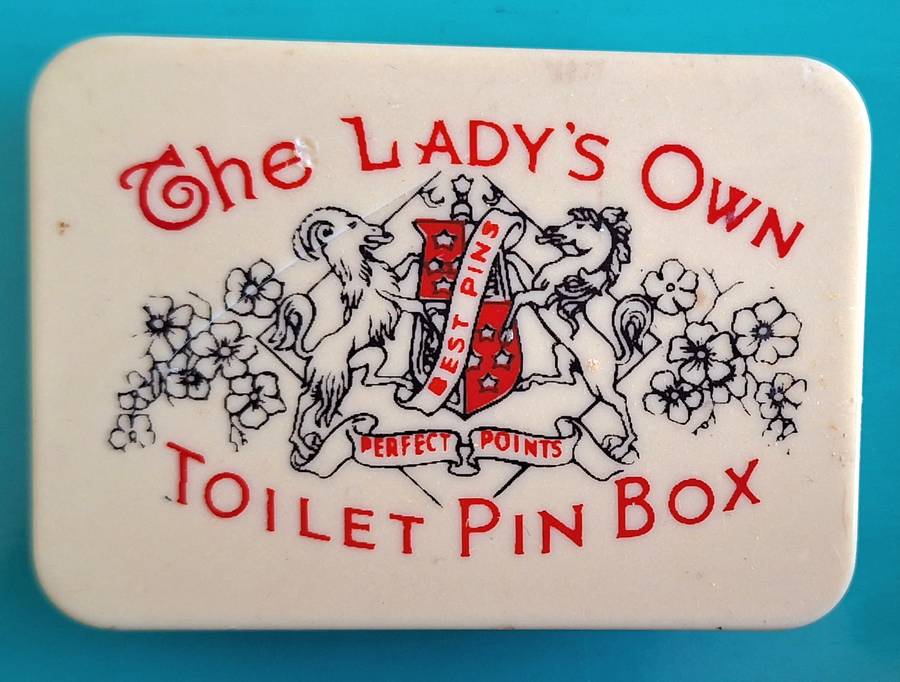 The LADY'S OWN
BEST PINS
PERFECT POINTS
TOILET PIN BOX